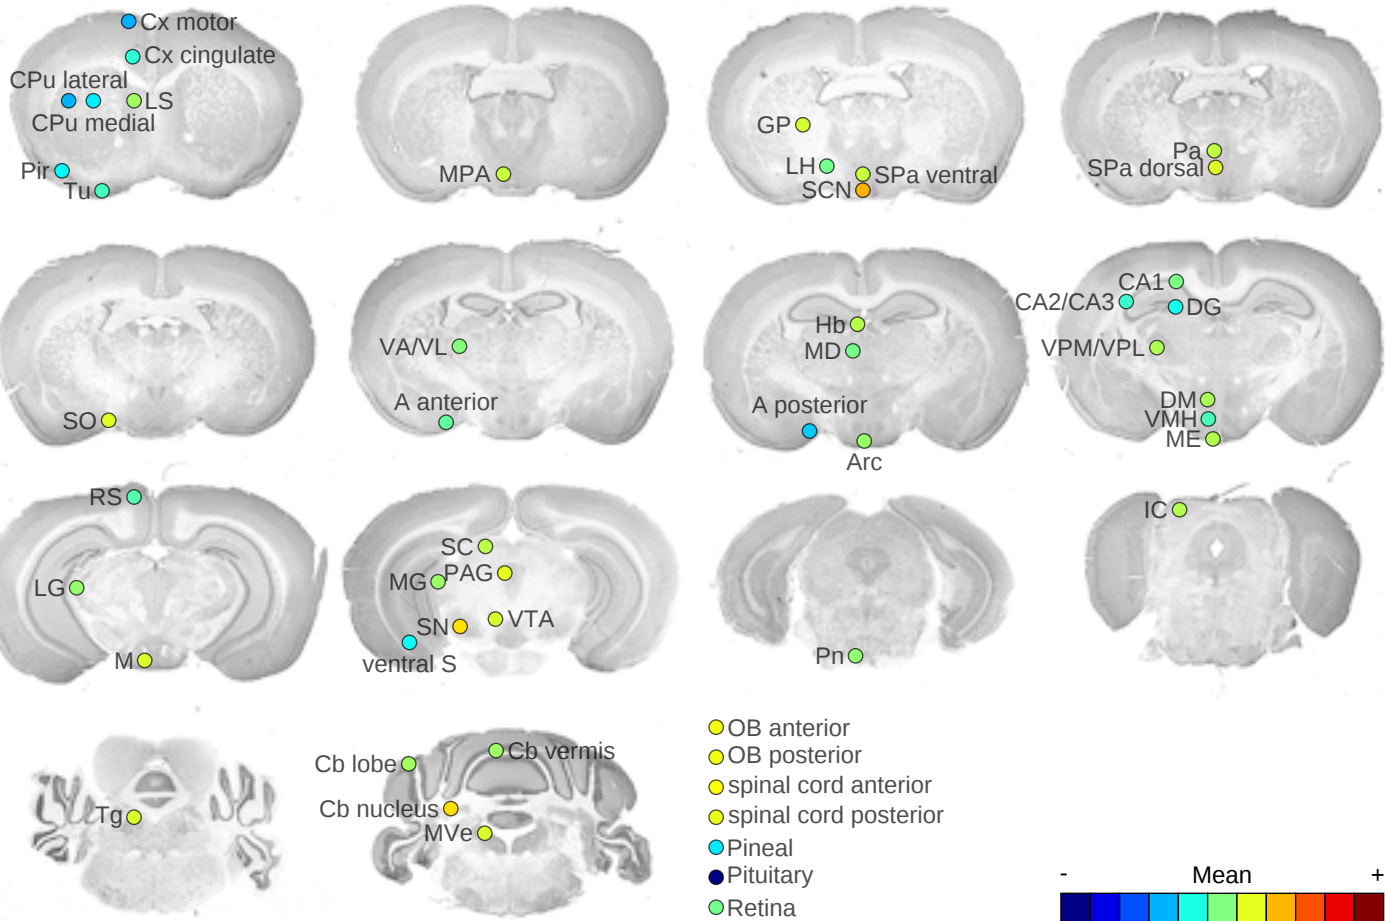 Cx motor
Cx cingulate
CPu lateral
LS
CPu medial
Pir
Tu
MPA
GP
LH
SPa ventral
SCN
Pa
SPa dorsal
SO
VA/VL
A anterior
Hb
MD
A posterior
Arc
CA1
CA2/CA3
DG
VPM/VPL
DM
VMH
ME
RS
LG
M
SC
PAG
MG
VTA
SN
ventral S
Pn
IC
Tg
Cb lobe
Cb vermis
Cb nucleus
MVe
OB anterior
OB posterior
spinal cord anterior
spinal cord posterior
Pineal
Pituitary
Retina
- Mean +